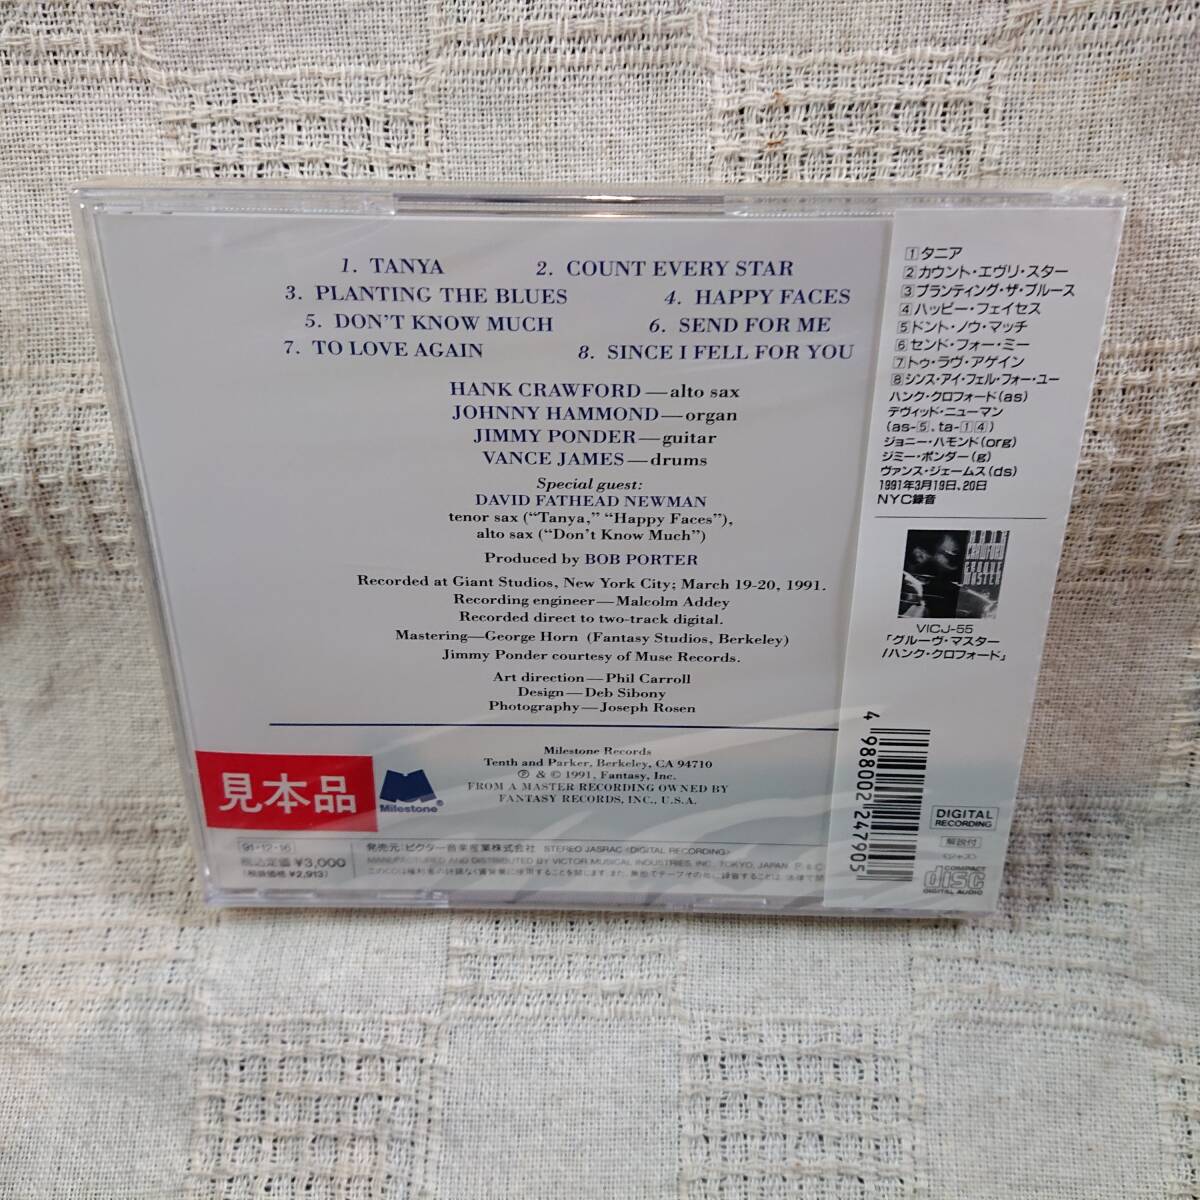 1. TANYA 2. COUNT EVERY STAR
3. PLANTING THE BLUES 4. HAPPY FACES
5. DON'T KNOW MUCH 6. SEND FOR ME
7. TO LOVE AGAIN 8. SINCE I FELL FOR YOU
HANK CRAWFORD—alto sax
JOHNNY HAMMOND—organ
JIMMY PONDER—guitar
VANCE JAMES—drums
Special guest:
DAVID FATHEAD NEWMAN
tenor sax ("Tanya," "Happy Faces"),
alto sax ("Don't Know Much")
Produced by BOB PORTER
Recorded at Giant Studios, New York City; March 19-20, 1991.
Recording engineer—Malcolm Addey
Recorded direct to two-track digital.
Mastering—George Horn (Fantasy Studios, Berkeley)
Jimmy Ponder courtesy of Muse Records.
Art direction—Phil Carroll
Design—Deb Sibony
Photography—Joseph Rosen
Milestone Records
Tenth and Parker, Berkeley, CA 94710
℗ & © 1991, Fantasy, Inc.
FROM A MASTER RECORDING OWNED BY
FANTASY RECORDS, INC., U.S.A.
見本品
Milestone®
91・12・16
税込定価 ¥3,000
(税抜価格 ¥2,913)
発売元:ビクター音楽産業株式会社 STEREO JASRAC <DIGITAL RECORDING>
MANUFACTURED AND DISTRIBUTED BY VICTOR MUSICAL INDUSTRIES, INC. TOKYO, JAPAN.
1 タニア
2 カウント・エヴリ・スター
3 プランティング・ザ・ブルース
4 ハッピー・フェイセス
5 ドント・ノウ・マッチ
6 センド・フォー・ミー
7 トゥ・ラヴ・アゲイン
8 シンス・アイ・フェル・フォー・ユー
ハンク・クロフォード(as)
デヴィッド・ニューマン
(as-5、ta-1 4)
ジョニー・ハモンド(org)
ジミー・ポンダー(g)
ヴァンス・ジェームス(ds)
1991年3月19日、20日
NYC録音
HANK
CRAWFORD
GROOVE
MASTER
VICJ-55
「グルーヴ・マスター
/ハンク・クロフォード」
4 988002 247905
DIGITAL
RECORDING
解説付
<ジャズ>
COMPACT
disc
DIGITAL AUDIO